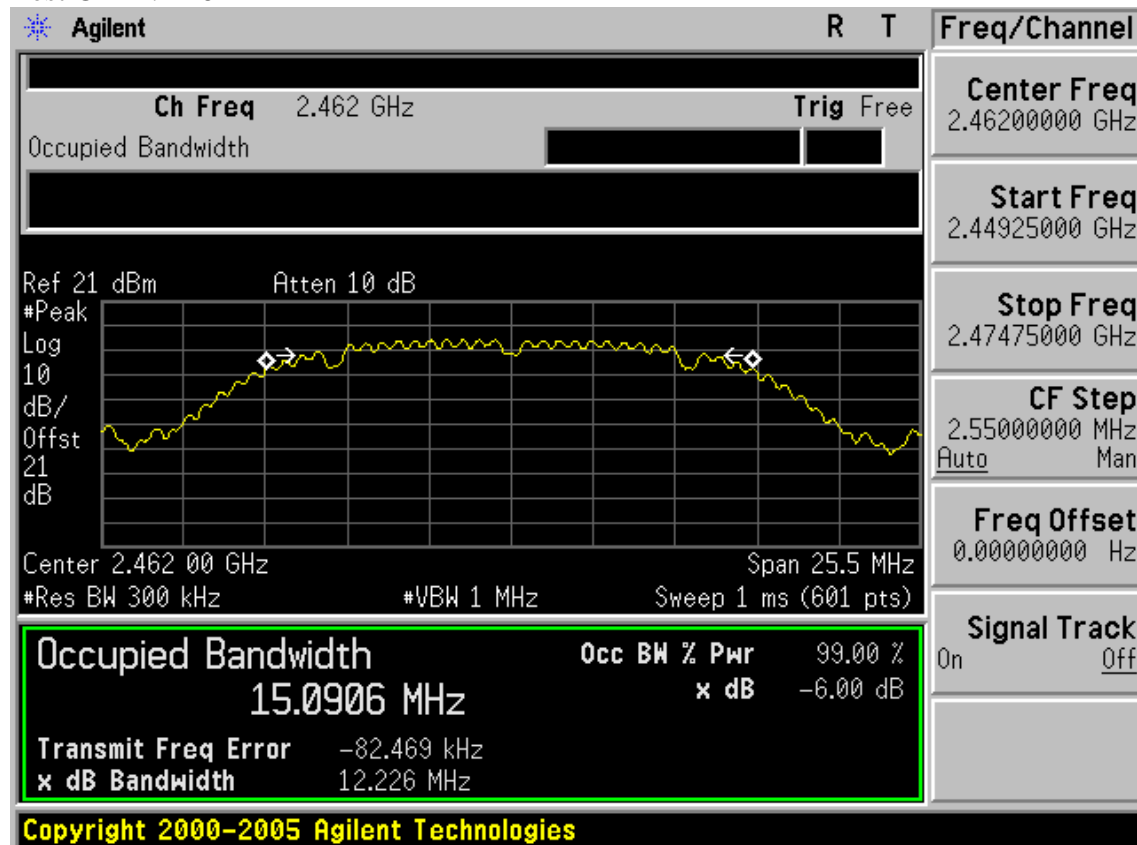 Agilent R T
Ch Freq 2.462 GHz Trig Free
Occupied Bandwidth
Ref 21 dBm Atten 10 dB
#Peak
Log
10
dB/
Offst
21
dB
Center 2.462 00 GHz Span 25.5 MHz
#Res BW 300 kHz #VBW 1 MHz Sweep 1 ms (601 pts)
Occupied Bandwidth Occ BW % Pwr 99.00 %
15.0906 MHz x dB -6.00 dB
Transmit Freq Error -82.469 kHz
x dB Bandwidth 12.226 MHz
Copyright 2000-2005 Agilent Technologies
Freq/Channel
Center Freq
2.46200000 GHz
Start Freq
2.44925000 GHz
Stop Freq
2.47475000 GHz
CF Step
2.55000000 MHz
Auto Man
Freq Offset
0.00000000 Hz
Signal Track
On Off